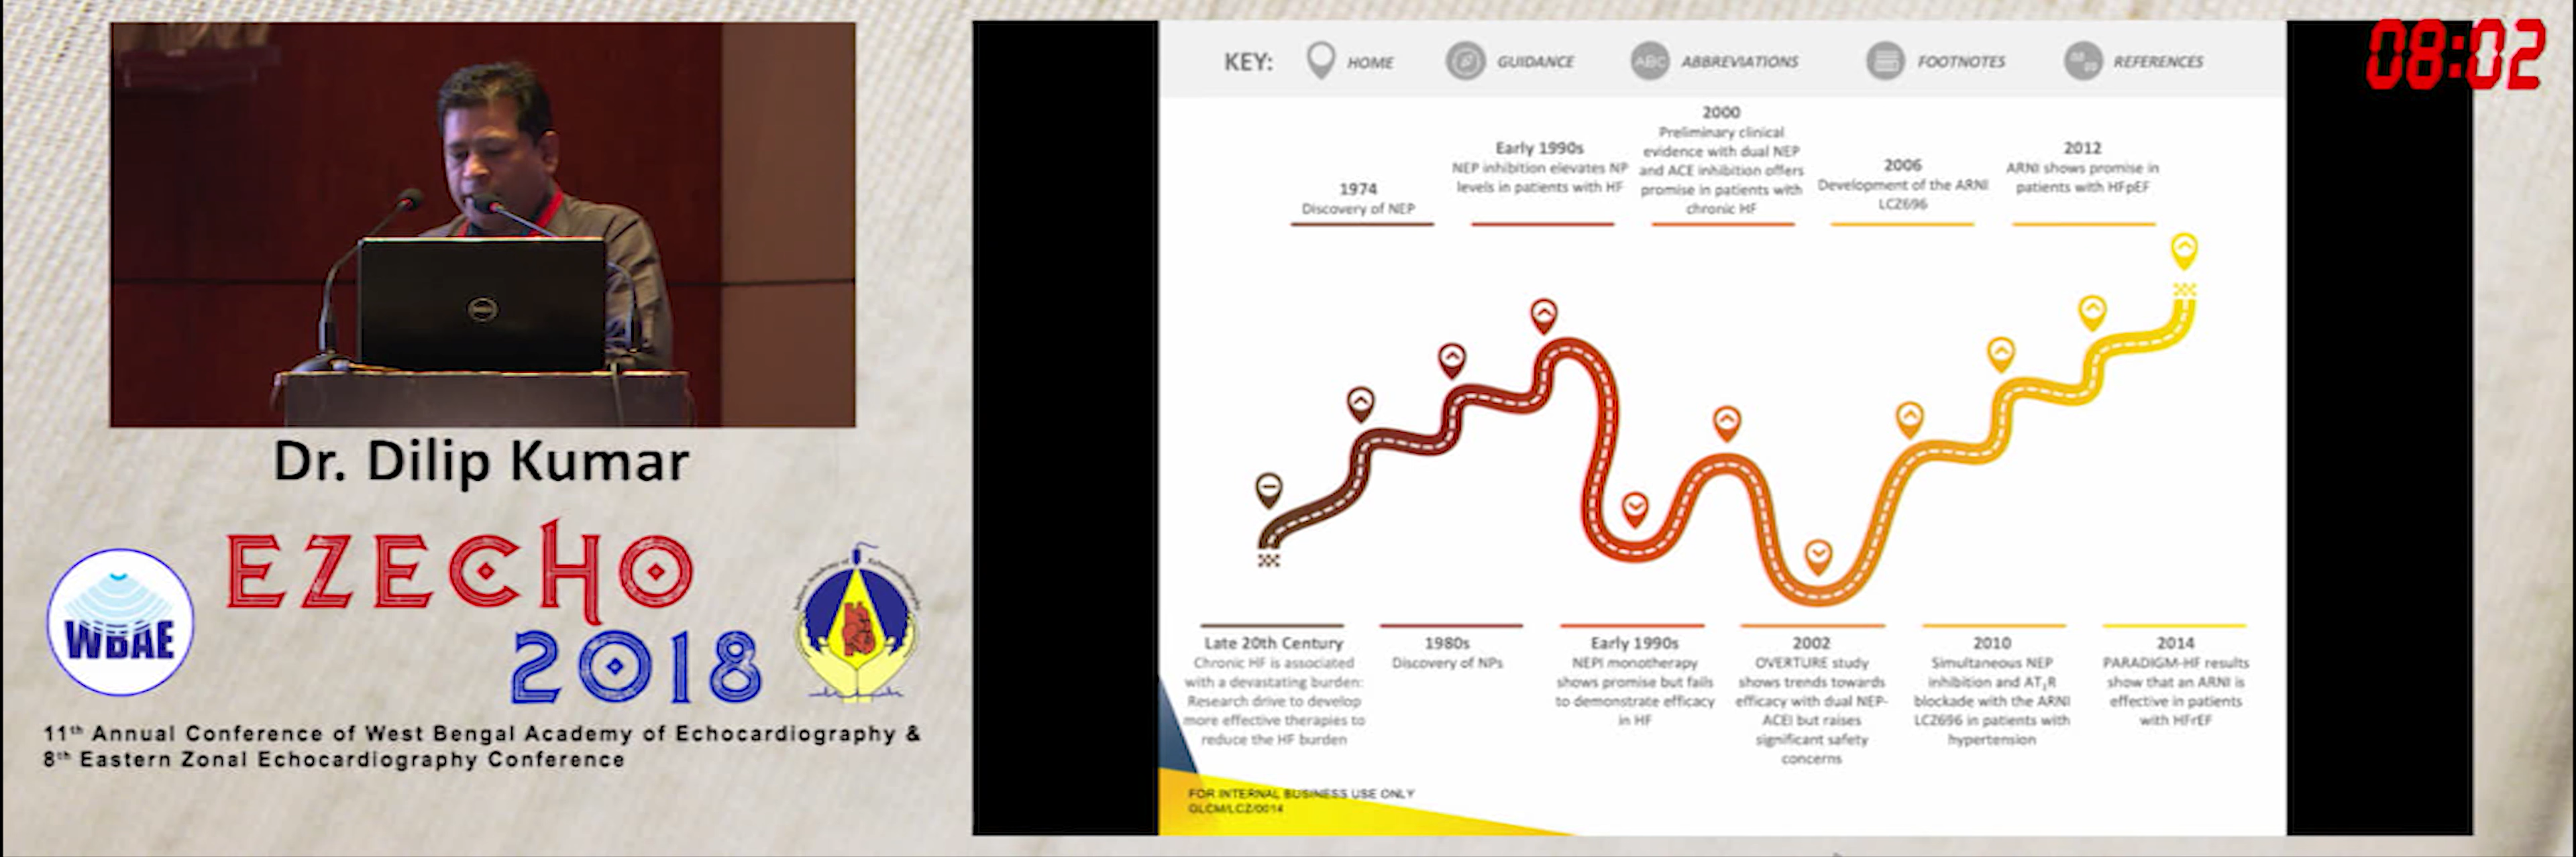 08:02
KEY:
HOME
GUIDANCE
ABC
ABBREVIATIONS
FOOTNOTES
REFERENCES
1974
Discovery of NEP
Early 1990s
NEP inhibition elevates NP
levels in patients with HF
2000
Preliminary clinical
evidence with dual NEP
and ACE inhibition offers
promise in patients with
chronic HF
2006
Development of the ARNI
LCZ696
2012
ARNI shows promise in
patients with HFpEF
Late 20th Century
Chronic HF is associated
with a devastating burden:
Research drive to develop
more effective therapies to
reduce the HF burden
1980s
Discovery of NPs
Early 1990s
NEPI monotherapy
shows promise but fails
to demonstrate efficacy
in HF
2002
OVERTURE study
shows trends towards
efficacy with dual NEP-
ACEI but raises
significant safety
concerns
2010
Simultaneous NEP
inhibition and AT₁R
blockade with the ARNI
LCZ696 in patients with
hypertension
2014
PARADIGM-HF results
show that an ARNI is
effective in patients
with HFrEF
FOR INTERNAL BUSINESS USE ONLY
GLCM/LCZ/0014
DELL
Dr. Dilip Kumar
EZECHO
2018
WBAE
Indian Academy of Echocardiography
11th Annual Conference of West Bengal Academy of Echocardiography &
8th Eastern Zonal Echocardiography Conference